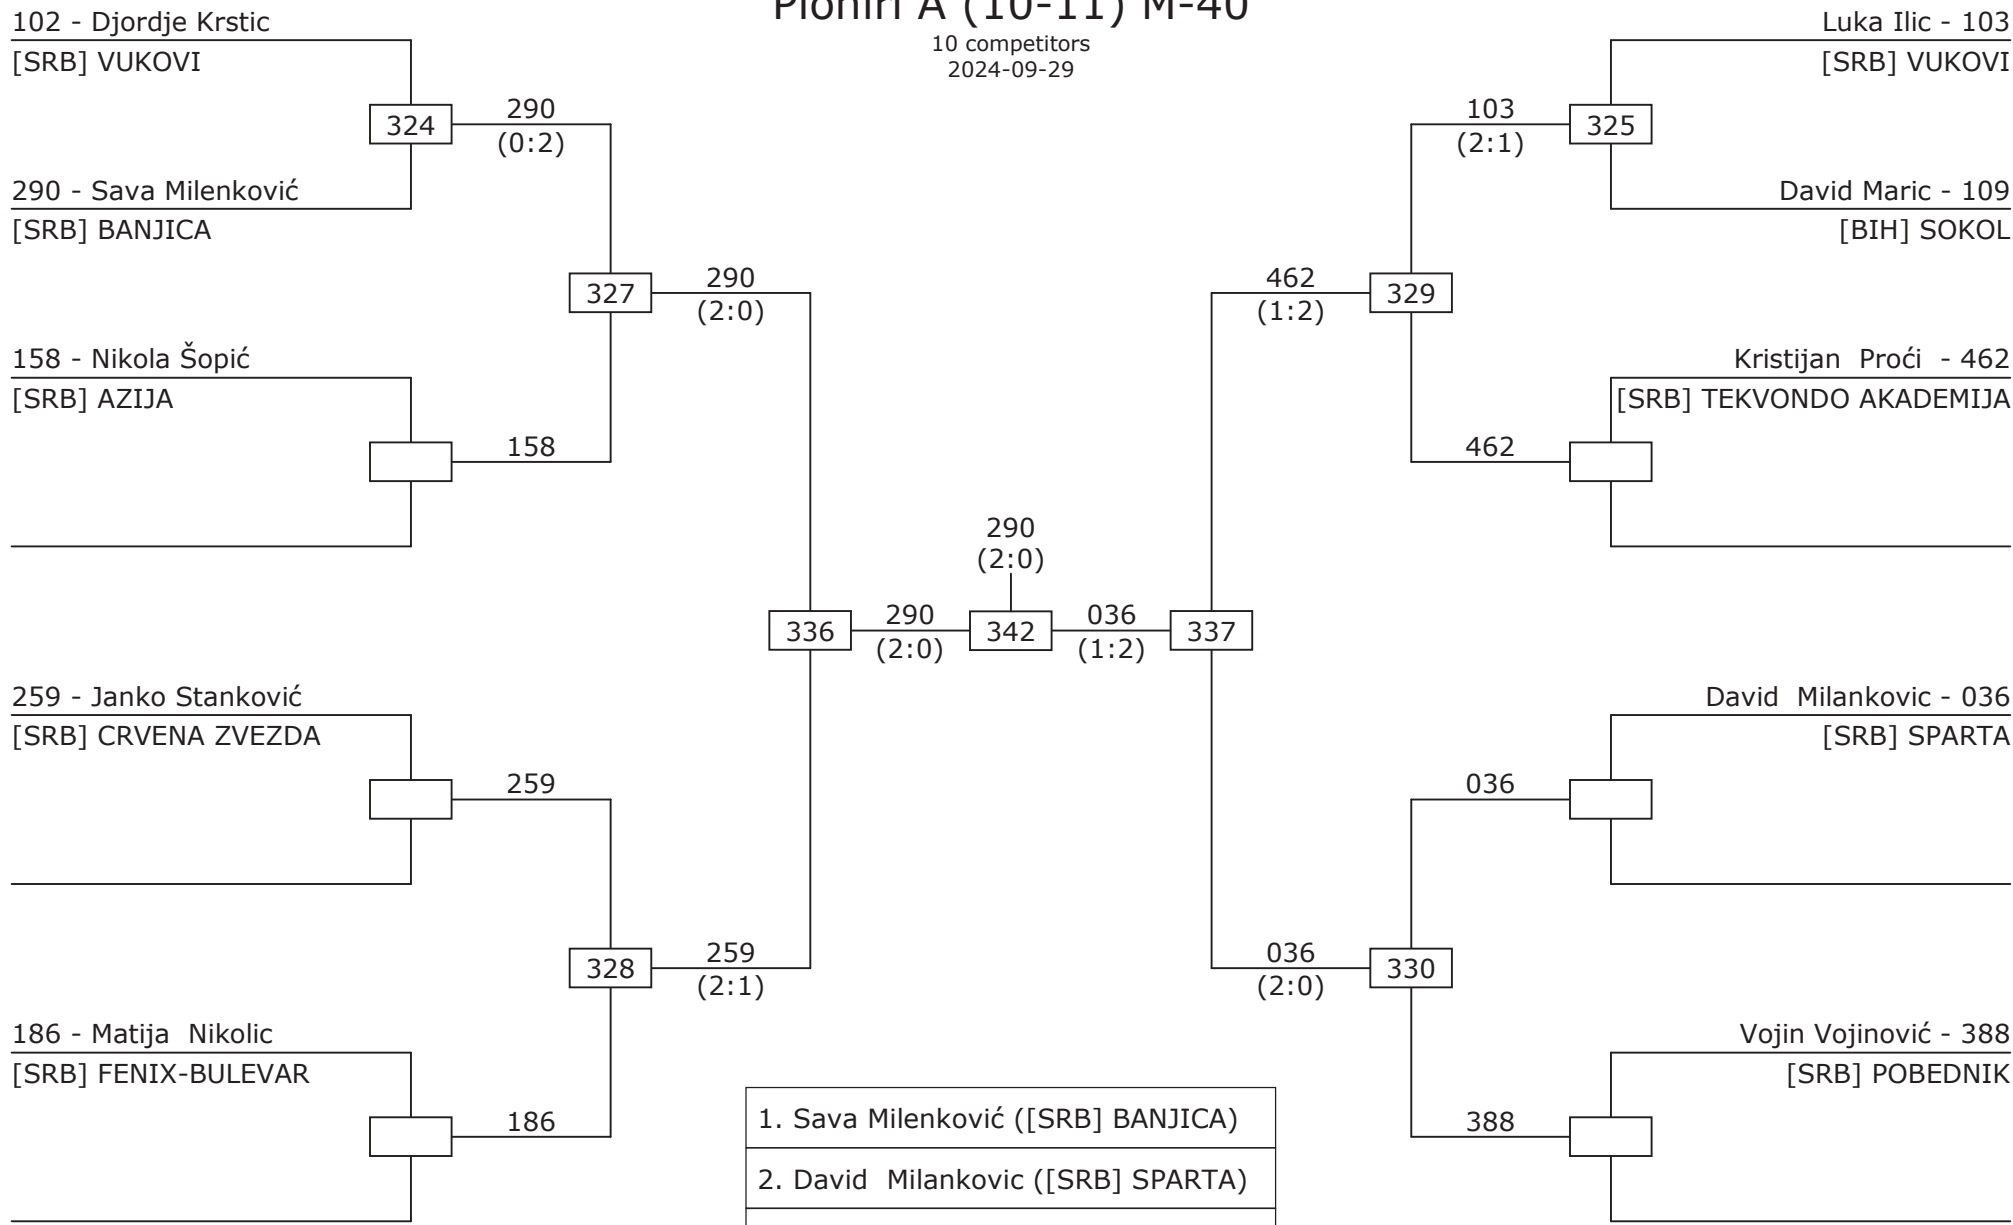 Pioniri A (10-11) M-40
10 competitors
2024-09-29
102 - Djordje Krstic
[SRB] VUKOVI
324
290
(0:2)
290 - Sava Milenković
[SRB] BANJICA
327
290
(2:0)
158 - Nikola Šopić
[SRB] AZIJA
158
336
290
(2:0)
259 - Janko Stanković
[SRB] CRVENA ZVEZDA
259
328
259
(2:1)
186 - Matija  Nikolic
[SRB] FENIX-BULEVAR
186
290
(2:0)
342
036
(1:2)
337
Luka Ilic - 103
[SRB] VUKOVI
103
(2:1)
325
David Maric - 109
[BIH] SOKOL
462
(1:2)
329
Kristijan  Proći  - 462
[SRB] TEKVONDO AKADEMIJA
462
David  Milankovic - 036
[SRB] SPARTA
036
036
(2:0)
330
Vojin Vojinović - 388
[SRB] POBEDNIK
388
1. Sava Milenković ([SRB] BANJICA)
2. David  Milankovic ([SRB] SPARTA)